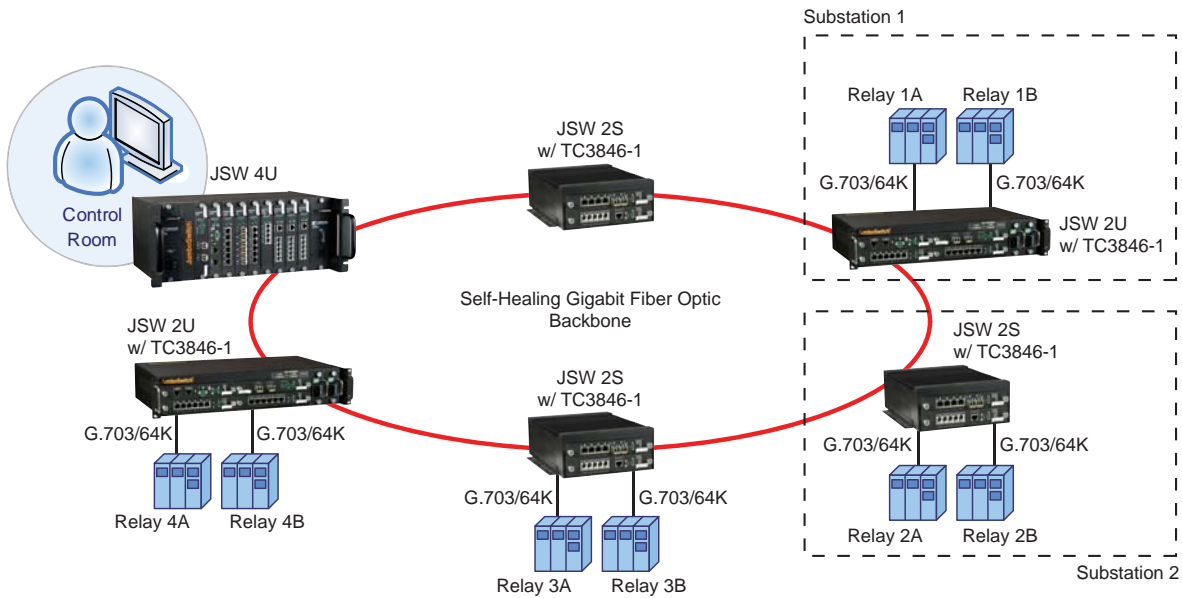 Substation 1
Relay 1A
Relay 1B
G.703/64K
G.703/64K
JSW 2U
w/ TC3846-1
JSW 2S
w/ TC3846-1
JSW 4U
Control
Room
JumboSwitch
Self-Healing Gigabit Fiber Optic
Backbone
JSW 2U
w/ TC3846-1
G.703/64K
G.703/64K
Relay 4A
Relay 4B
JSW 2S
w/ TC3846-1
G.703/64K
G.703/64K
Relay 3A
Relay 3B
JSW 2S
w/ TC3846-1
G.703/64K
G.703/64K
Relay 2A
Relay 2B
Substation 2